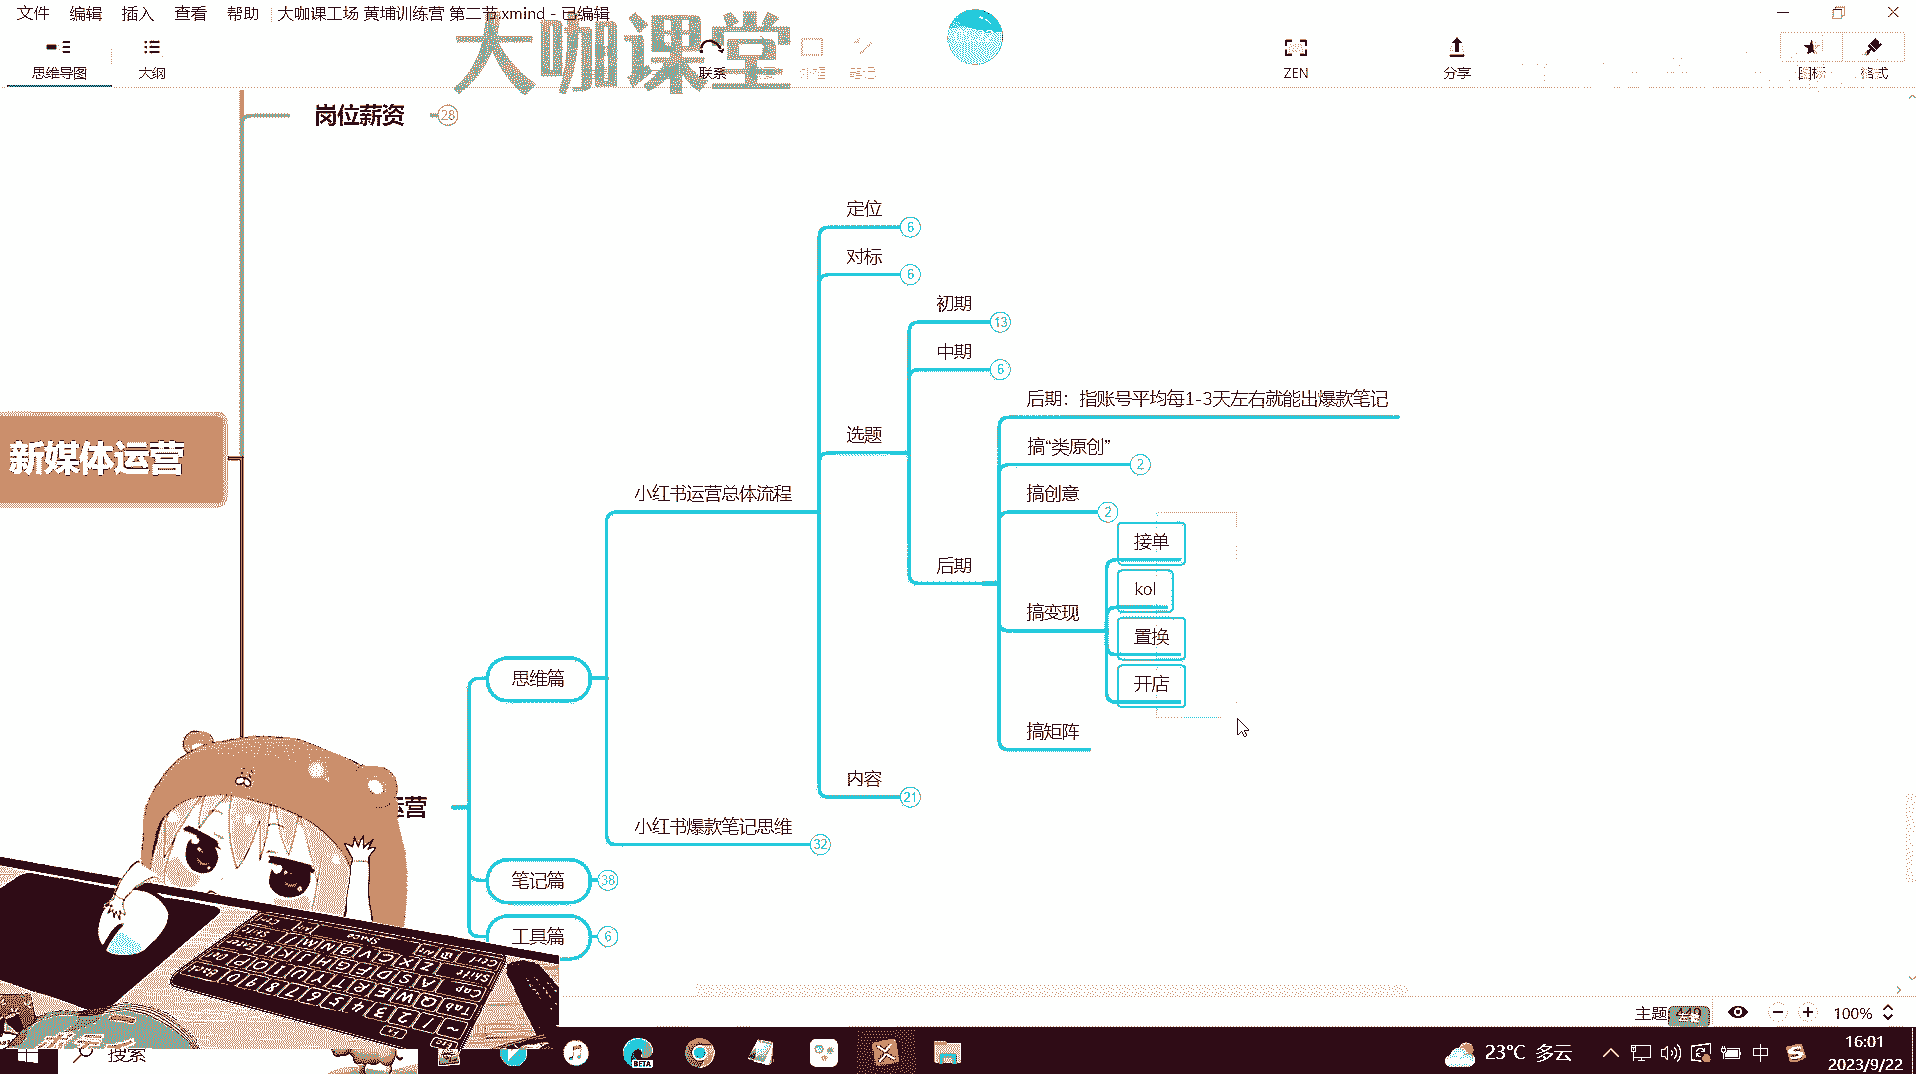 文件 编辑 插入 查看 帮助 大咖课工场 黄埔训练营 第二节.xmind - 已编辑
大咖课堂
思维导图 大纲 联系 ZEN 分享 图标 格式
岗位薪资 28
定位 6
对标 6
初期 13
中期 6
后期：指账号平均每1-3天左右就能出爆款笔记
选题
搞“类原创” 2
新媒体运营
小红书运营总体流程
搞创意 2
接单
后期
kol
搞变现
置换
思维篇
开店
搞矩阵
内容 21
运营
小红书爆款笔记思维 32
笔记篇 38
工具篇 6
主题: 100%
搜索
BETA
23°C 多云
中
16:01
2023/9/22